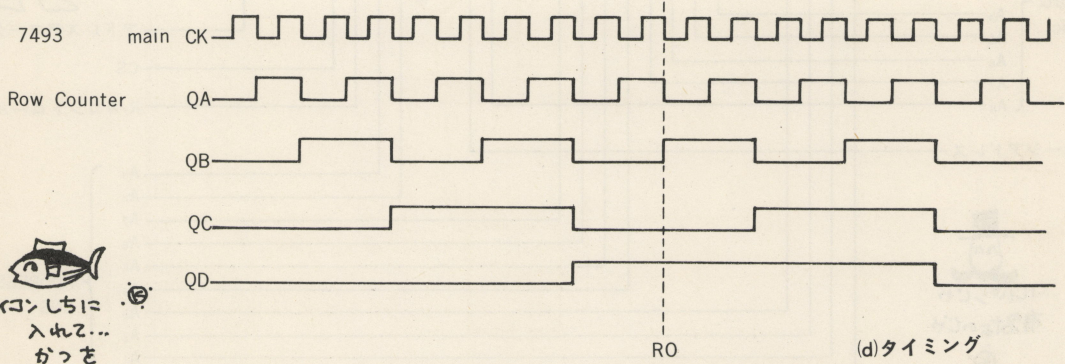 7493
main CK
Row Counter
QA
QB
QC
QD
イコンしちに
入れて...
かつを
RO
(d)タイミング